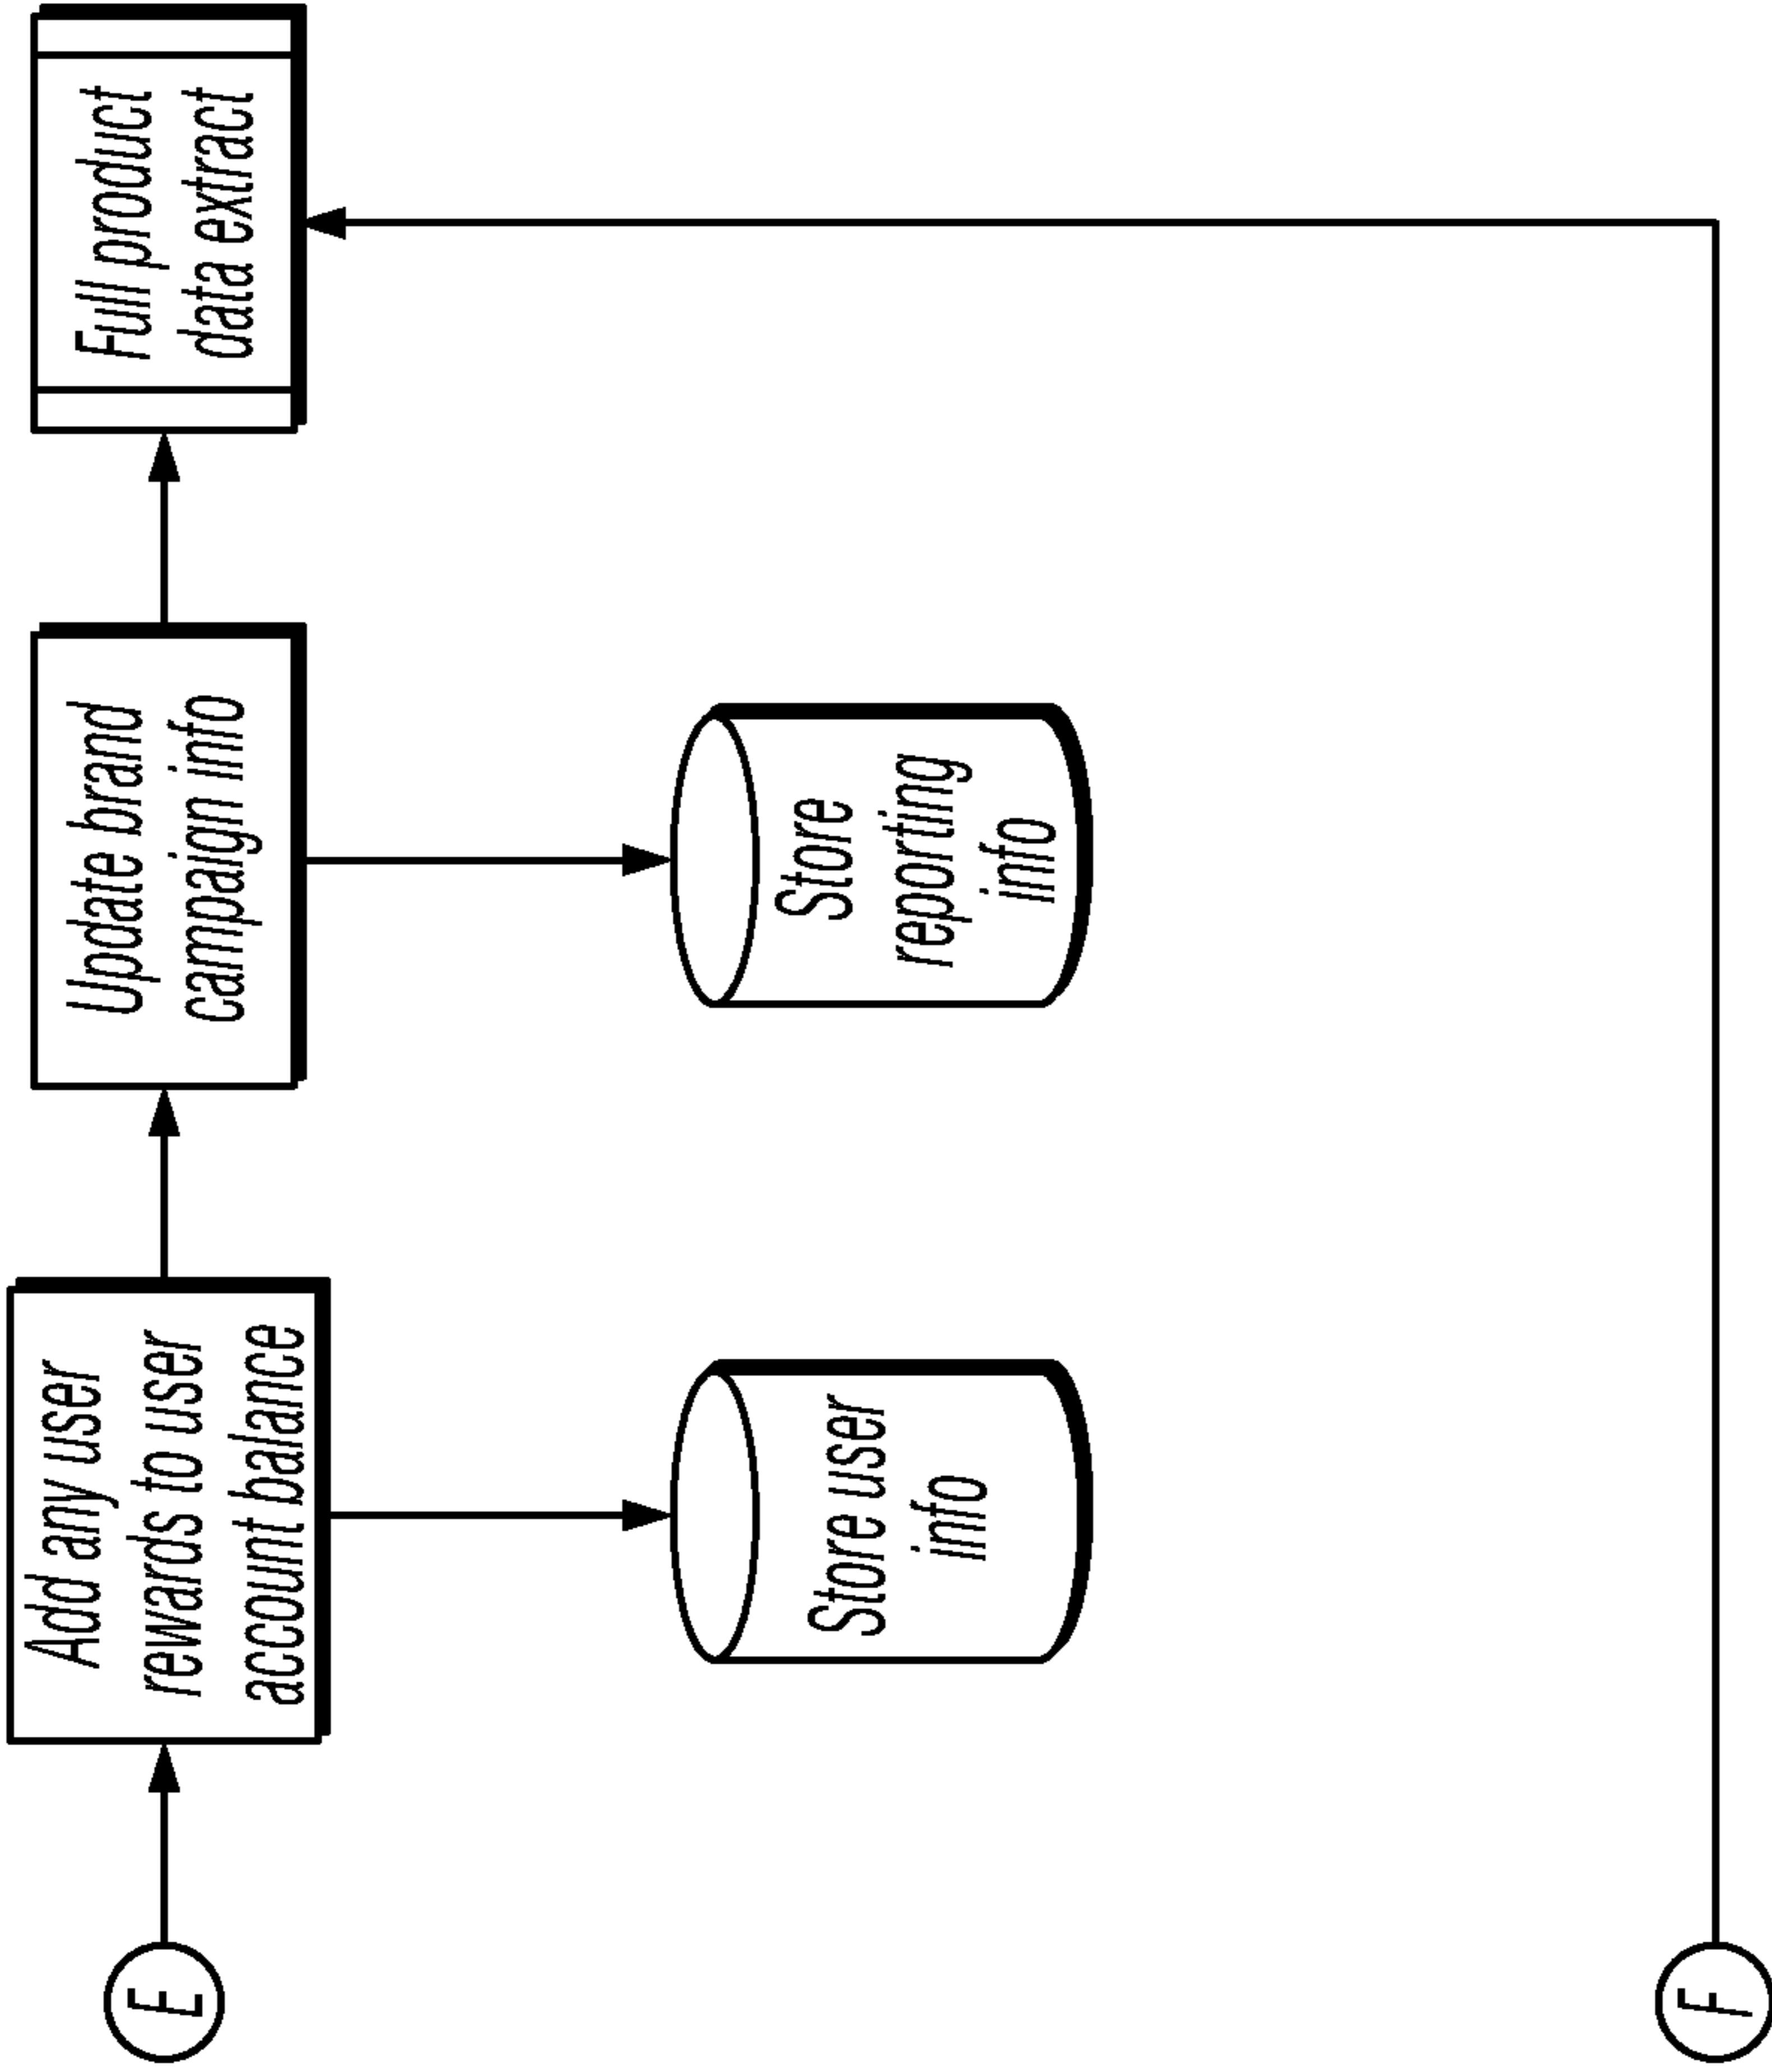 E
Add any user
rewards to user
account balance
Update brand
campaign info
Full product
data extract
Store user
info
Store
reporting
info
F